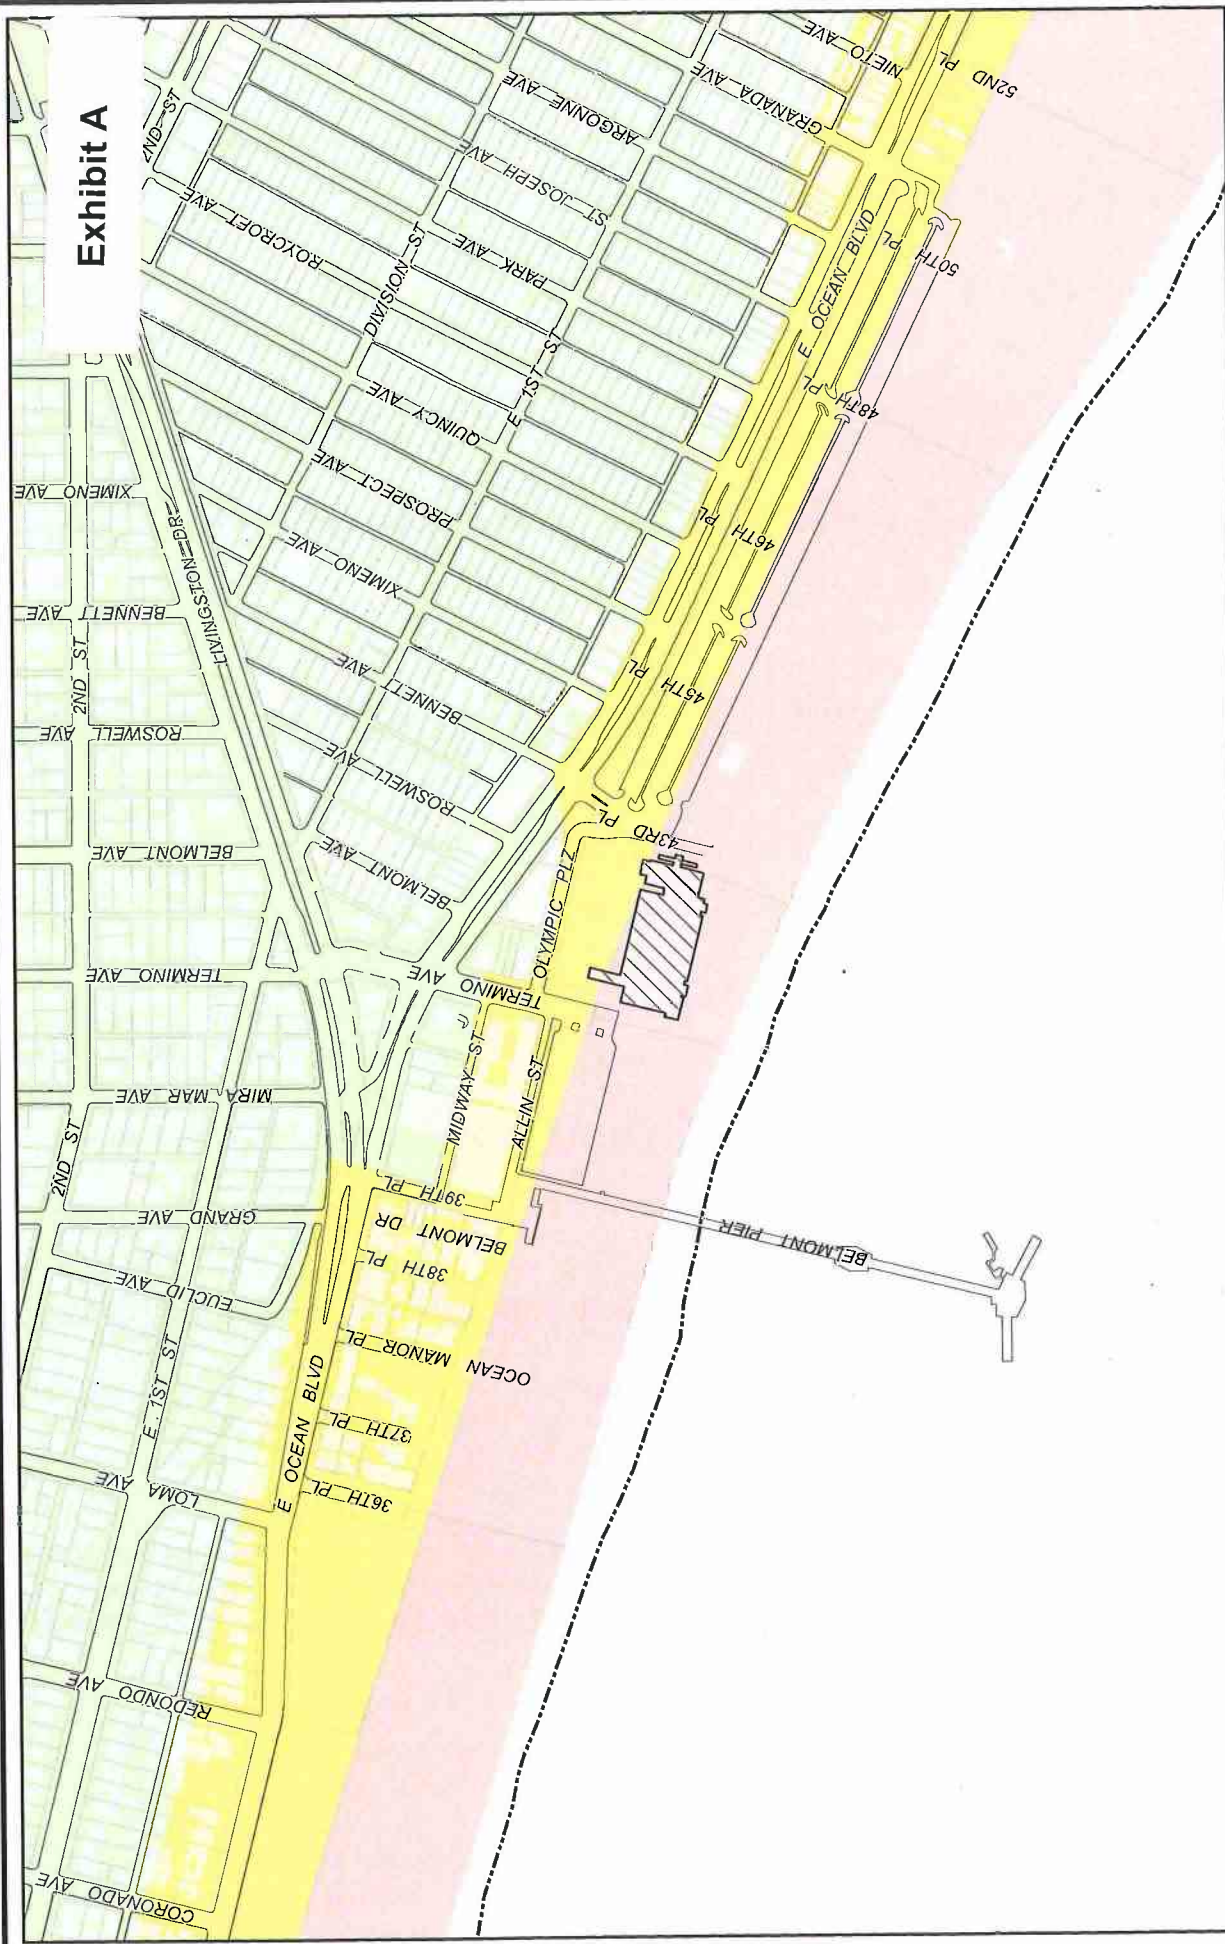 Exhibit A
52ND PL
NIETO AVE
GRANADA AVE
ARGONNE AVE
ST JOSEPH AV
PARK AVE
ROYCROFT AVE
2ND ST
DIVISION ST
E 1ST ST
QUINCY AVE
PROSPECT AVE
XIMENO AVE
BENNETT AVE
ROSWELL AVE
BELMONT AVE
E OCEAN BLVD
50TH PL
48TH PL
46TH PL
45TH PL
43RD PL
OLYMPIC PLZ
TERMINO AVE
MIDWAY ST
ALLIN ST
LIVINGSTON DR
XIMENO AVE
BENNETT AVE
2ND ST
ROSWELL AVE
BELMONT AVE
TERMINO AVE
MIRA MAR AVE
2ND ST
GRAND AVE
EUCLID AVE
E 1ST ST
LOMA AVE
REDONDO AVE
CORONADO AVE
E OCEAN BLVD
39TH PL
BELMONT DR
38TH PL
OCEAN MANOR PL
37TH PL
36TH PL
BELMONT PIER